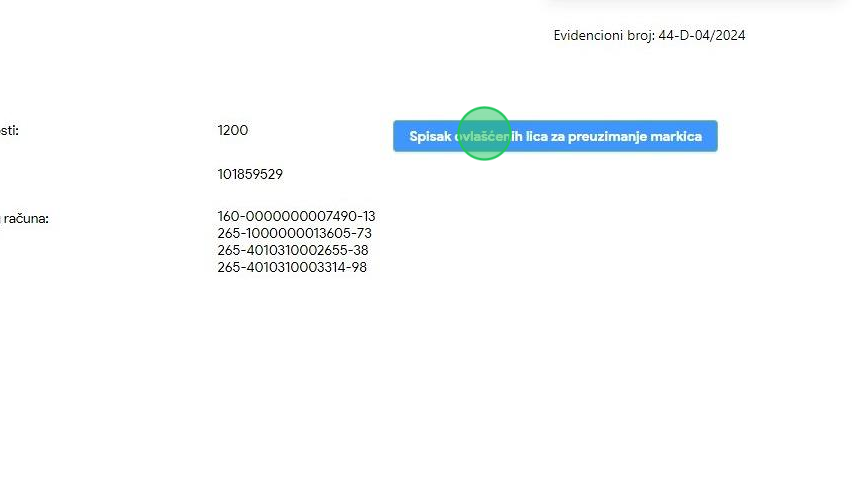 Evidencioni broj: 44-D-04/2024
sti: 1200 Spisak ovlašćenih lica za preuzimanje markica
101859529
računa: 160-0000000007490-13
265-1000000013605-73
265-4010310002655-38
265-4010310003314-98